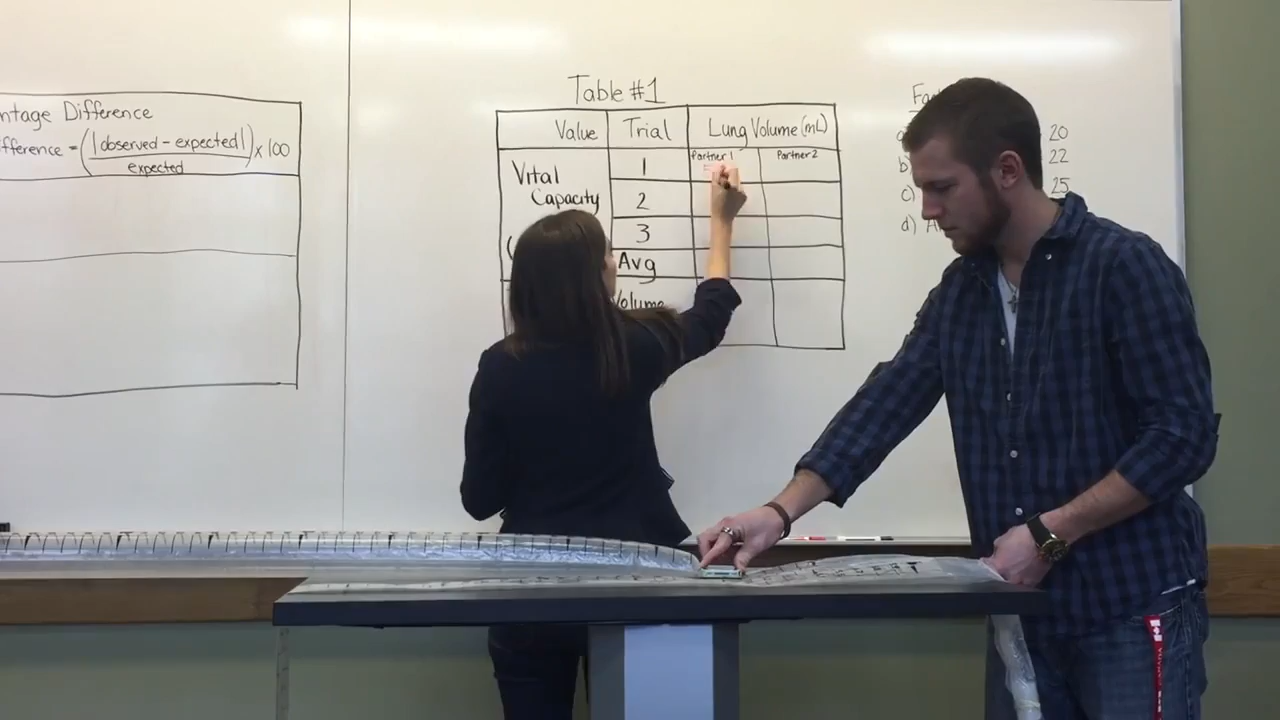 ntage Difference
ifference = (|observed - expected| / expected) x 100
Table #1
Value Trial Lung Volume (mL)
Partner 1 Partner 2
Vital Capacity
1
2
3
Avg
Volume
20
b) 22
c) 25
d) A